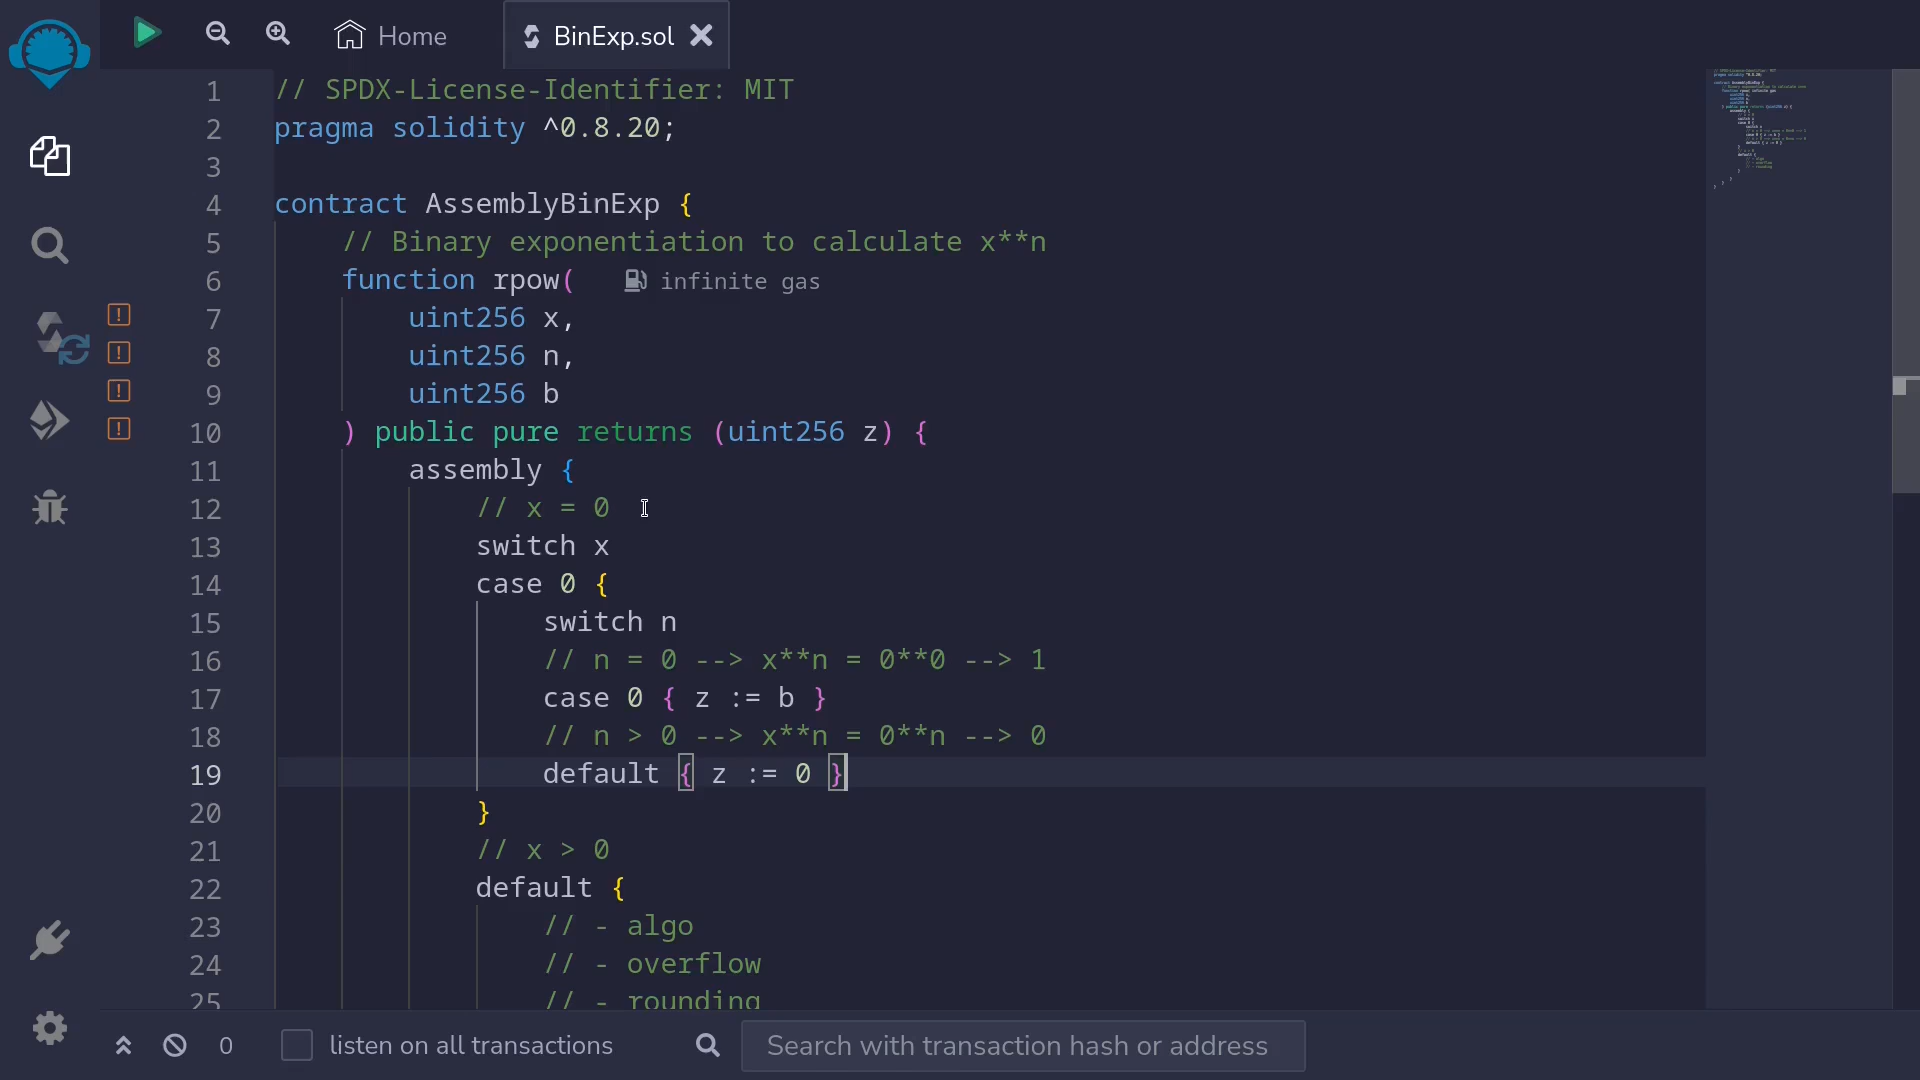 Home
BinExp.sol
1 // SPDX-License-Identifier: MIT
2 pragma solidity ^0.8.20;
3
4 contract AssemblyBinExp {
5 // Binary exponentiation to calculate x**n
6 function rpow( infinite gas
7 uint256 x,
8 uint256 n,
9 uint256 b
10 ) public pure returns (uint256 z) {
11 assembly {
12 // x = 0
13 switch x
14 case 0 {
15 switch n
16 // n = 0 --> x**n = 0**0 --> 1
17 case 0 { z := b }
18 // n > 0 --> x**n = 0**n --> 0
19 default { z := 0 }
20 }
21 // x > 0
22 default {
23 // - algo
24 // - overflow
25 // - rounding
0 listen on all transactions Search with transaction hash or address